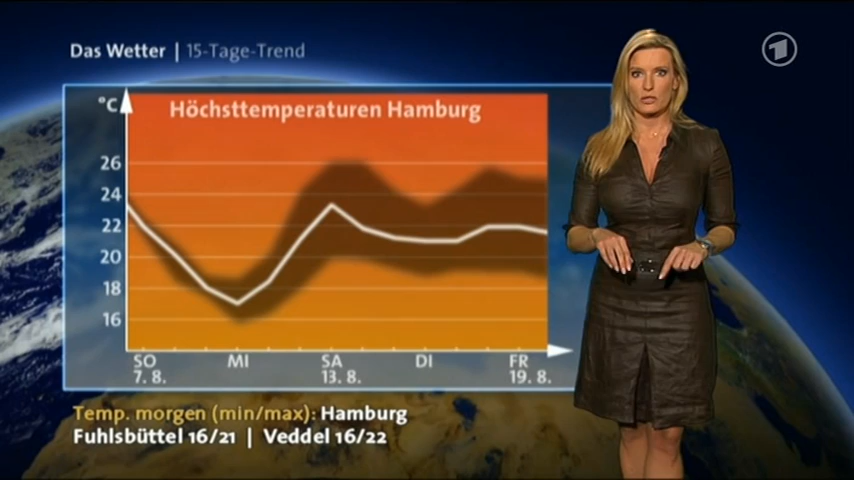 Das Wetter | 15-Tage-Trend
1
°C
Höchsttemperaturen Hamburg
26
24
22
20
18
16
SO MI SA DI FR
7. 8. 13. 8. 19. 8.
Temp. morgen (min/max): Hamburg
Fuhlsbüttel 16/21 | Veddel 16/22